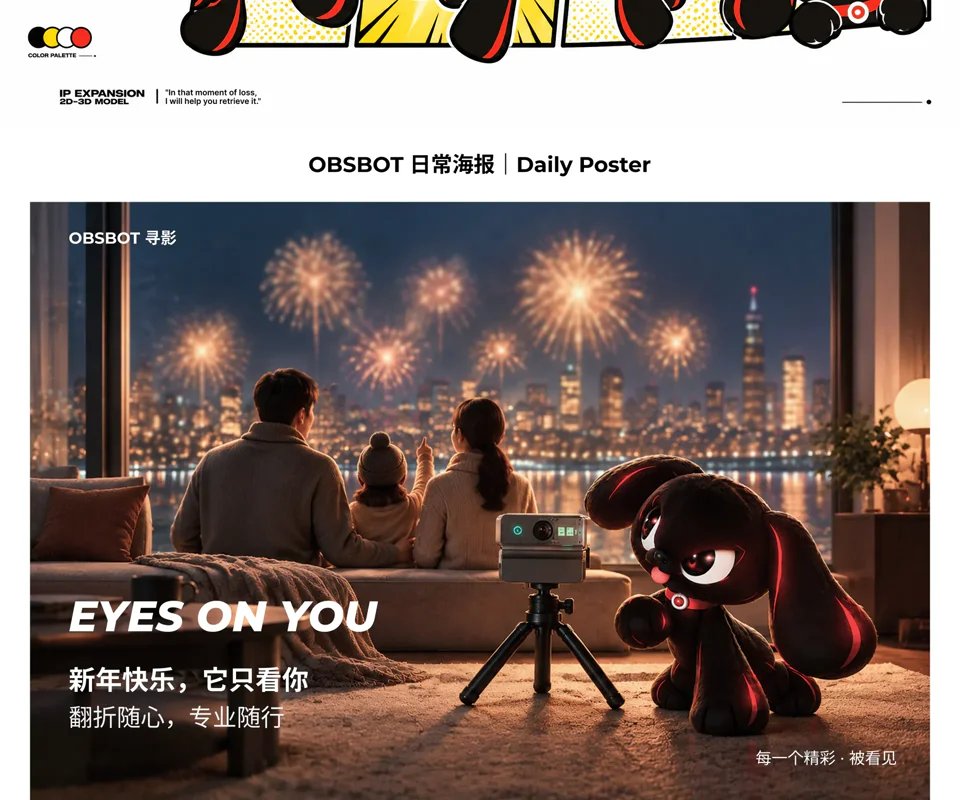 COLOR PALETTE
IP EXPANSION
2D-3D MODEL
"In that moment of loss,
I will help you retrieve it."
OBSBOT 日常海报｜Daily Poster
OBSBOT 寻影
EYES ON YOU
新年快乐，它只看你
翻折随心，专业随行
每一个精彩 · 被看见